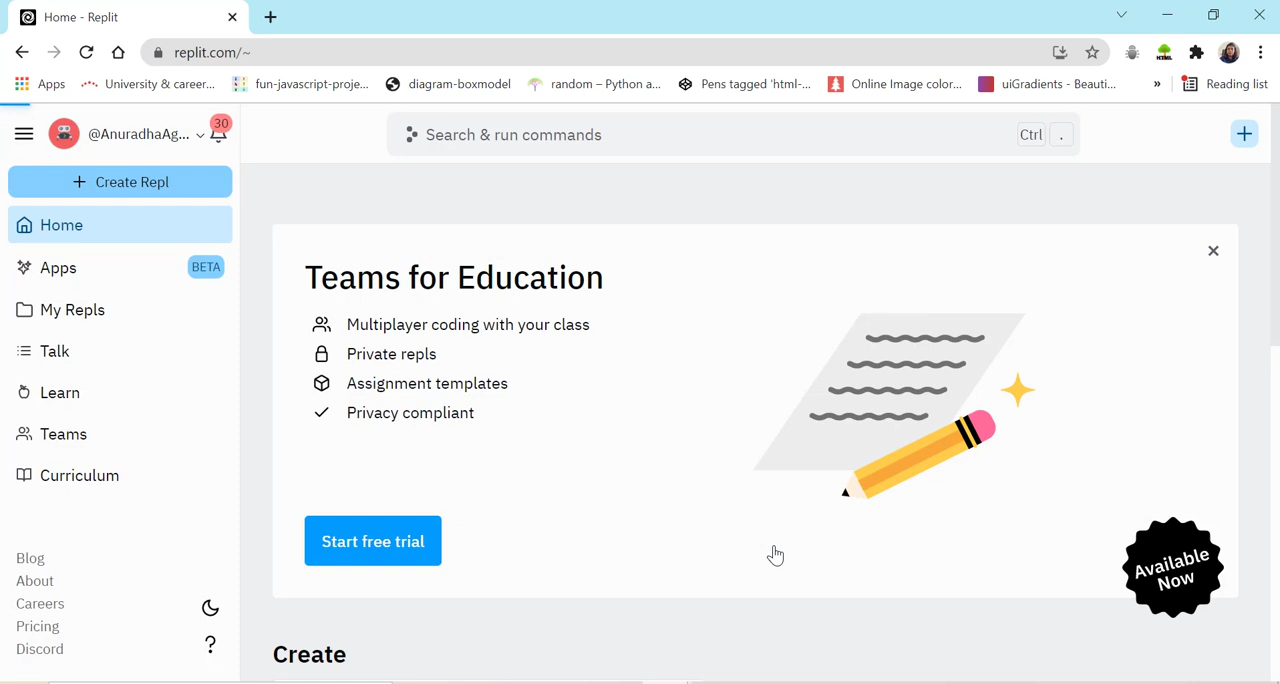 Home - Replit
replit.com/~
Apps
University & career...
fun-javascript-proje...
diagram-boxmodel
random – Python a...
Pens tagged 'html-...
Online Image color...
uiGradients - Beauti...
»
Reading list
HTML
@AnuradhaAg...
30
Search & run commands
Ctrl
.
+ Create Repl
Home
Apps
BETA
My Repls
Talk
Learn
Teams
Curriculum
Blog
About
Careers
Pricing
Discord
?
Teams for Education
Multiplayer coding with your class
Private repls
Assignment templates
Privacy compliant
Start free trial
Available
Now
Create